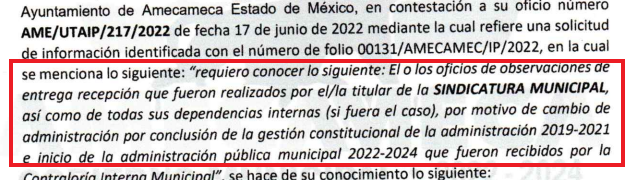 Ayuntamiento de Amecameca Estado de México, en contestación a su oficio número
AME/UTAIP/217/2022 de fecha 17 de junio de 2022 mediante la cual refiere una solicitud
de información identificada con el número de folio 00131/AMECAMEC/IP/2022, en la cual
se menciona lo siguiente: "requiero conocer lo siguiente: El o los oficios de observaciones de
entrega recepción que fueron realizados por el/la titular de la SINDICATURA MUNICIPAL,
así como de todas sus dependencias internas (si fuera el caso), por motivo de cambio de
administración por conclusión de la gestión constitucional de la administración 2019-2021
e inicio de la administración pública municipal 2022-2024 que fueron recibidos por la
Contraloría Interna Municipal", se hace de su conocimiento lo siguiente: